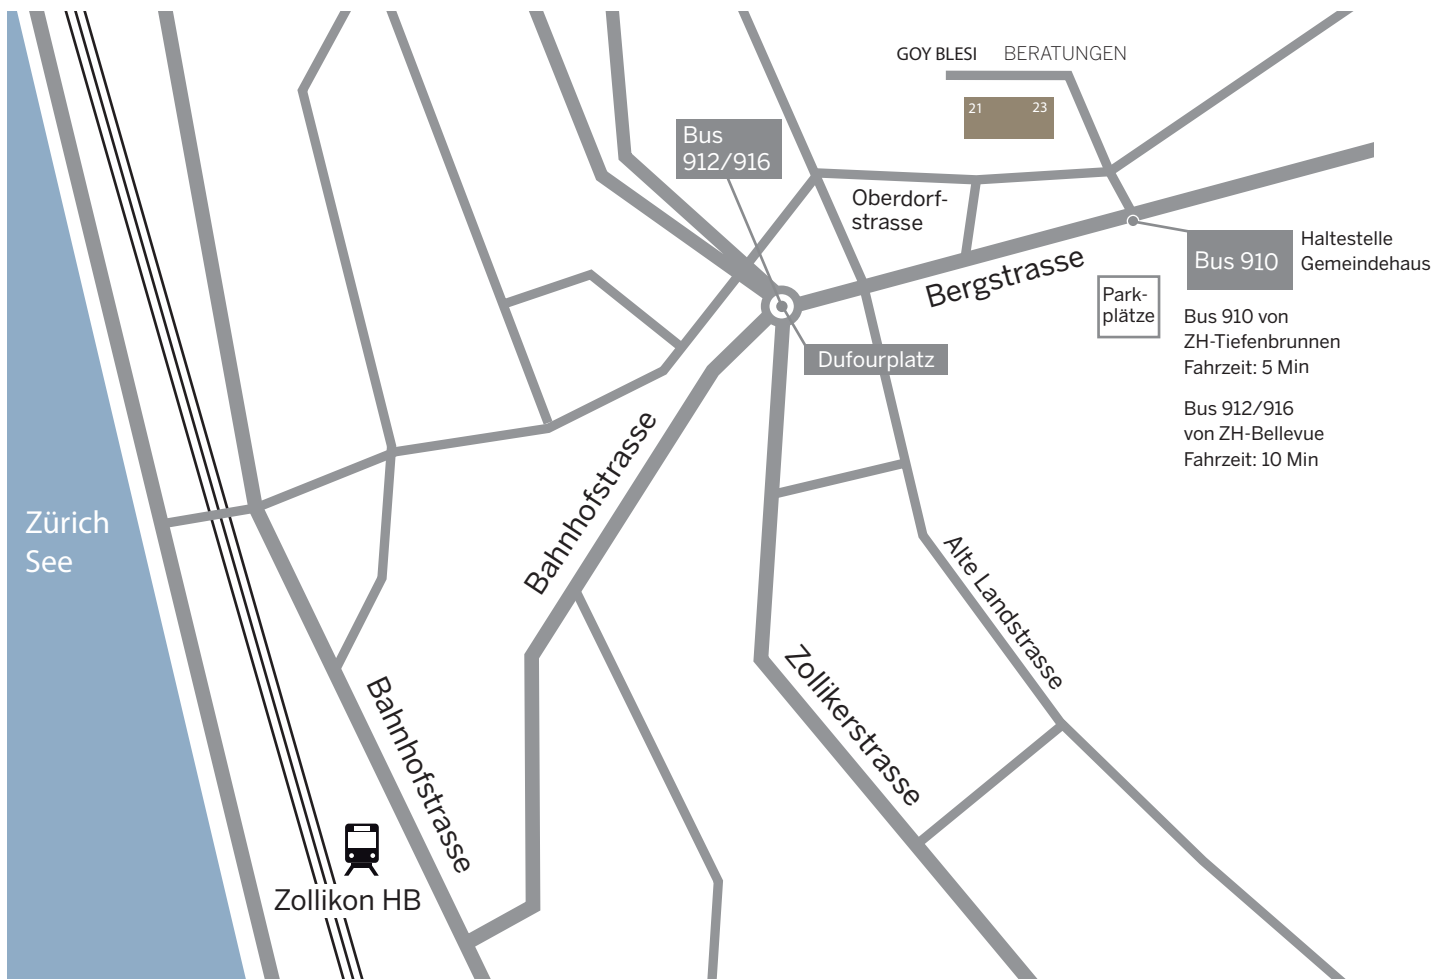 GOY BLESI BERATUNGEN
21 23
Bus
912/916
Oberdorf-
strasse
Bergstrasse
Bus 910
Haltestelle
Gemeindehaus
Park-
plätze
Bus 910 von
ZH-Tiefenbrunnen
Fahrzeit: 5 Min
Bus 912/916
von ZH-Bellevue
Fahrzeit: 10 Min
Dufourplatz
Bahnhofstrasse
Zürich
See
Alte Landstrasse
Zollikerstrasse
Bahnhofstrasse
Zollikon HB